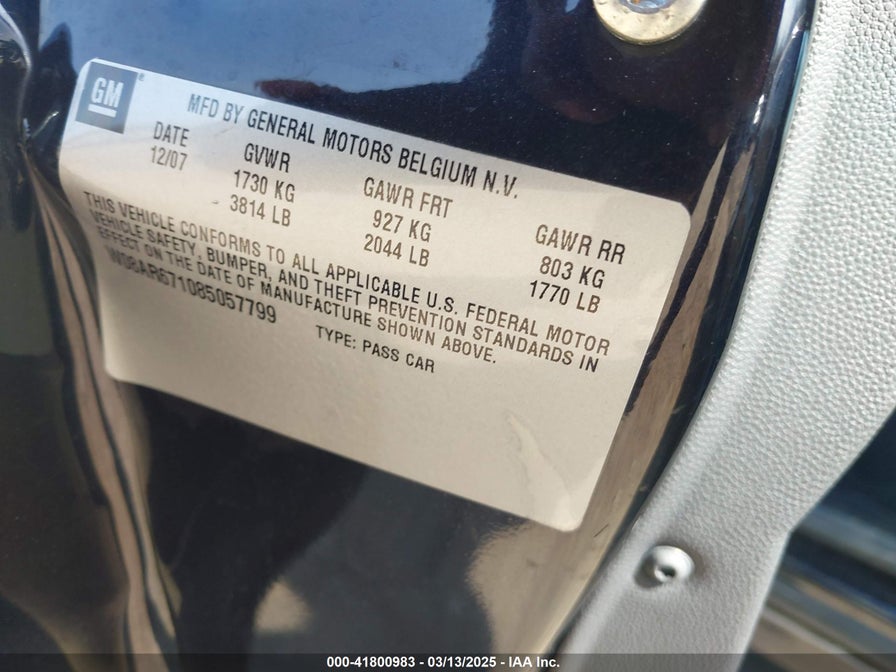 GM
MFD BY GENERAL MOTORS BELGIUM N.V.
DATE GVWR GAWR FRT GAWR RR
12/07 1730 KG 927 KG 803 KG
3814 LB 2044 LB 1770 LB
THIS VEHICLE CONFORMS TO ALL APPLICABLE U.S. FEDERAL MOTOR
VEHICLE SAFETY, BUMPER, AND THEFT PREVENTION STANDARDS IN
EFFECT ON THE DATE OF MANUFACTURE SHOWN ABOVE.
W08AR671085057799
TYPE: PASS CAR
000-41800983 - 03/13/2025 - IAA Inc.